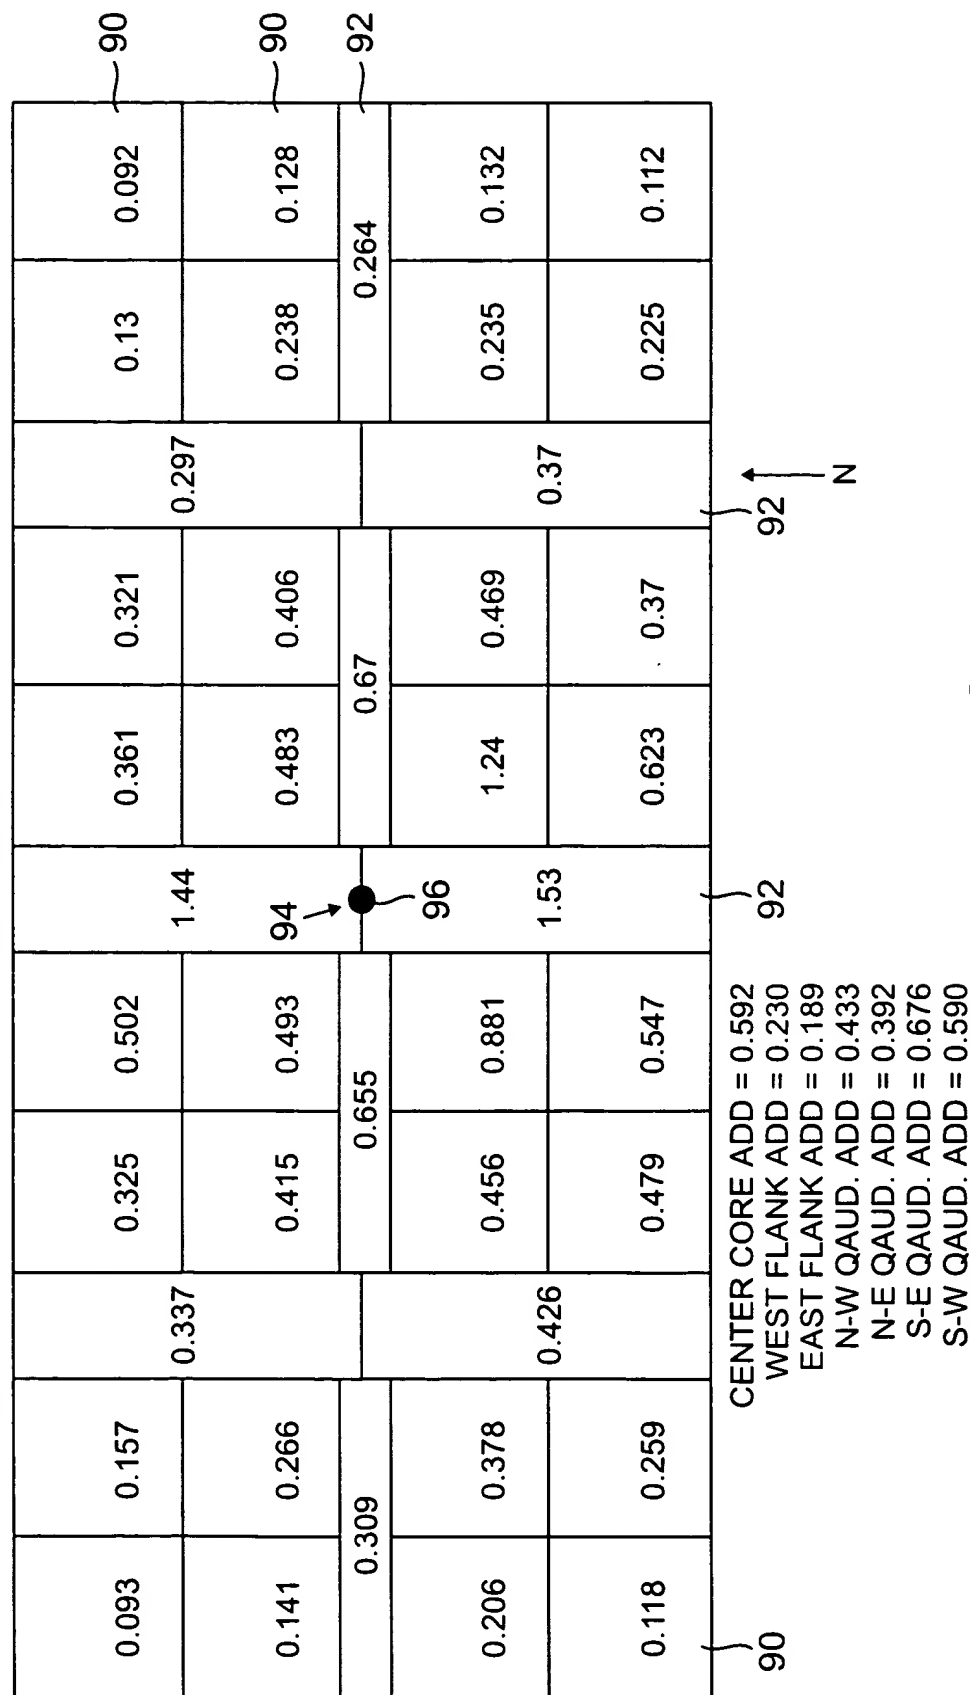 0.093 0.157 0.325 0.502 0.361 0.321 0.13 0.092 90
0.337 1.44 0.297
0.141 0.266 0.415 0.493 94 0.483 0.406 0.238 0.128 90
0.309 0.655 0.67 0.264 92
96
0.206 0.378 0.456 0.881 1.24 0.469 0.235 0.132
0.426 1.53 0.37
0.118 0.259 0.479 0.547 0.623 0.37 0.225 0.112
90 92 92
N
CENTER CORE ADD = 0.592
WEST FLANK ADD = 0.230
EAST FLANK ADD = 0.189
N-W QAUD. ADD = 0.433
N-E QAUD. ADD = 0.392
S-E QAUD. ADD = 0.676
S-W QAUD. ADD = 0.590